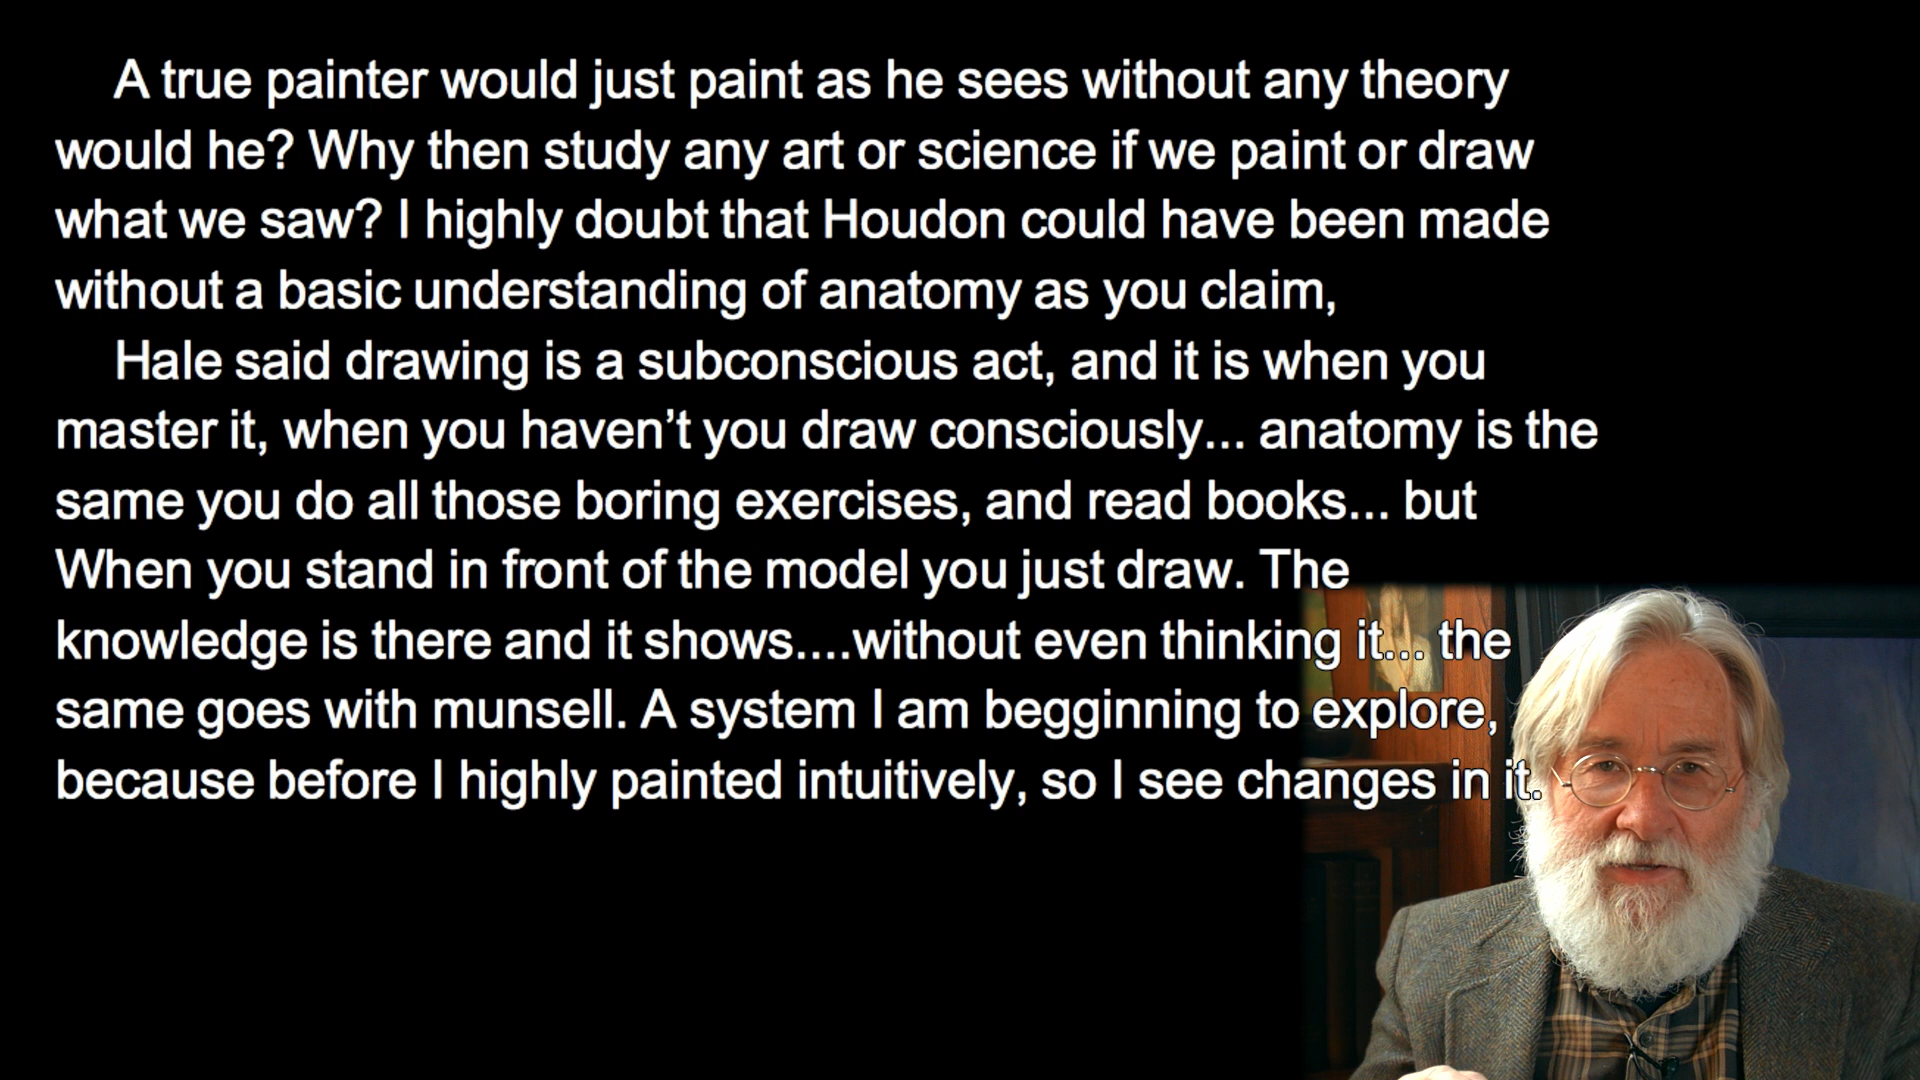 A true painter would just paint as he sees without any theory
would he? Why then study any art or science if we paint or draw
what we saw? I highly doubt that Houdon could have been made
without a basic understanding of anatomy as you claim,
Hale said drawing is a subconscious act, and it is when you
master it, when you haven’t you draw consciously... anatomy is the
same you do all those boring exercises, and read books... but
When you stand in front of the model you just draw. The
knowledge is there and it shows....without even thinking it... the
same goes with munsell. A system I am begginning to explore,
because before I highly painted intuitively, so I see changes in it.